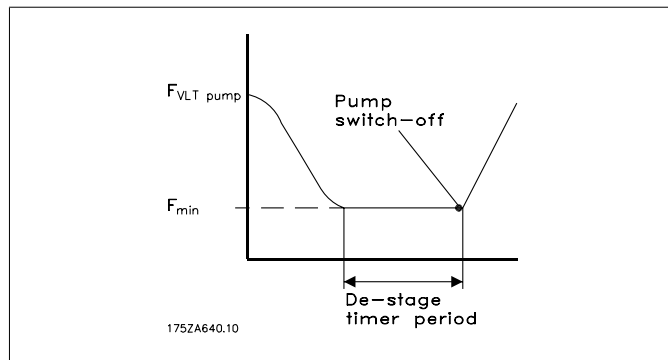 F_VLT pump
Pump
switch-off
F_min
De-stage
timer period
175ZA640.10